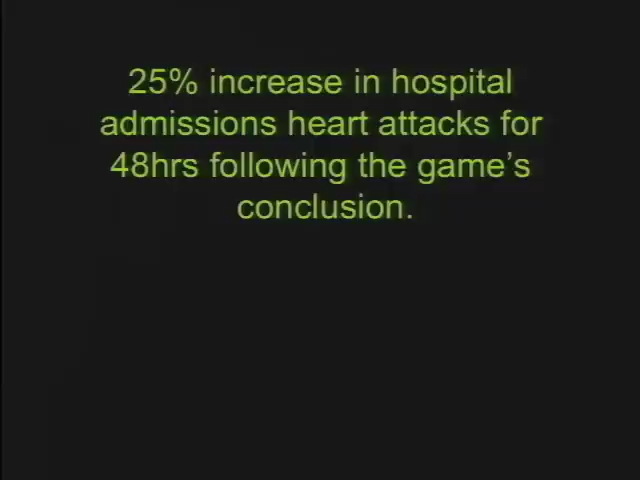 25% increase in hospital
admissions heart attacks for
48hrs following the game’s
conclusion.